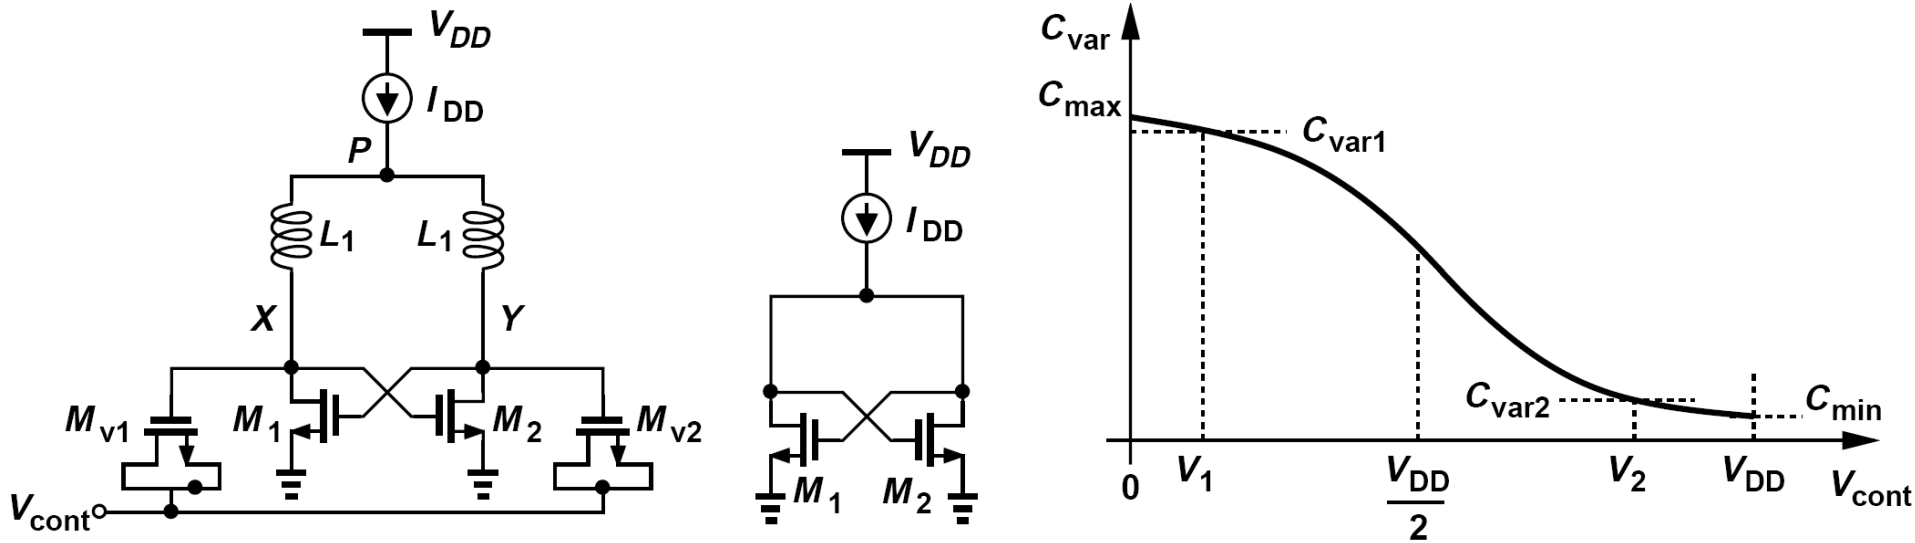 VDD
IDD
P
L1
L1
X
Y
Mv1
M1
M2
Mv2
Vcont
VDD
IDD
M1
M2
Cvar
Cmax
Cvar1
Cvar2
Cmin
0
V1
VDD
2
V2
VDD
Vcont